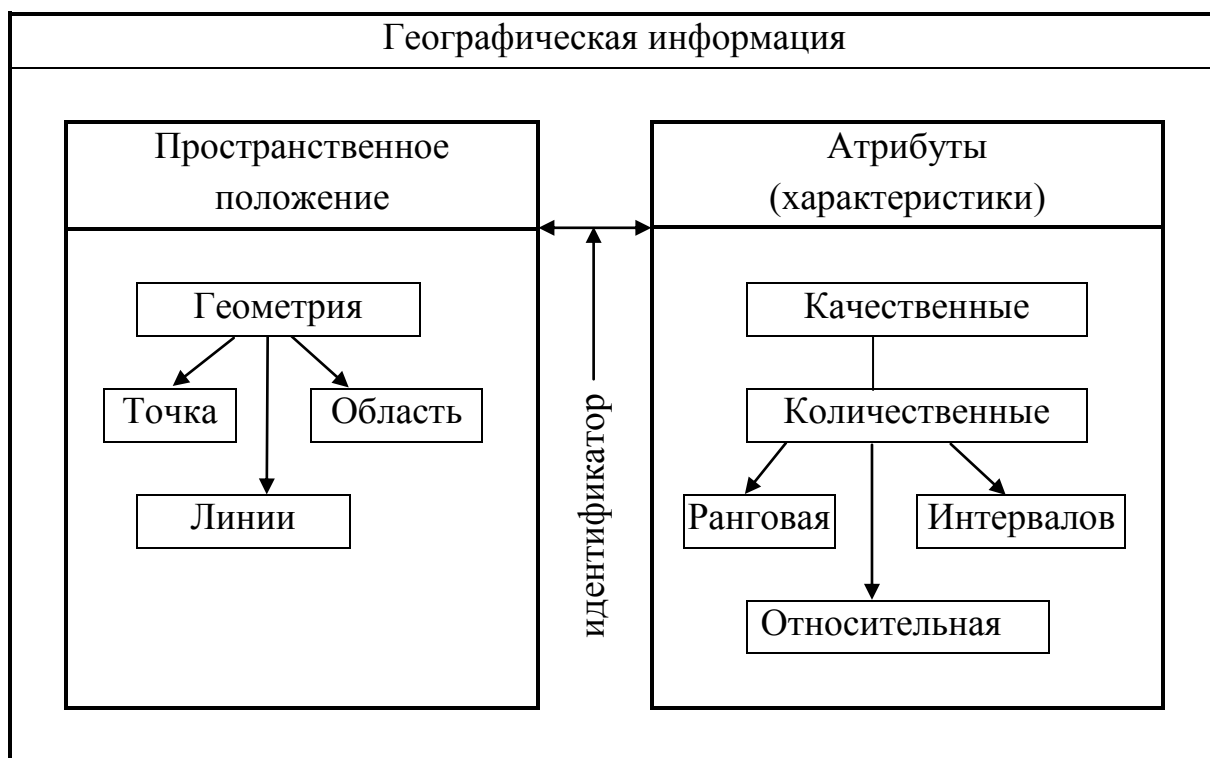 Географическая информация
Пространственное
положение
Геометрия
Точка
Область
Линии
идентификатор
Атрибуты
(характеристики)
Качественные
Количественные
Ранговая
Интервалов
Относительная